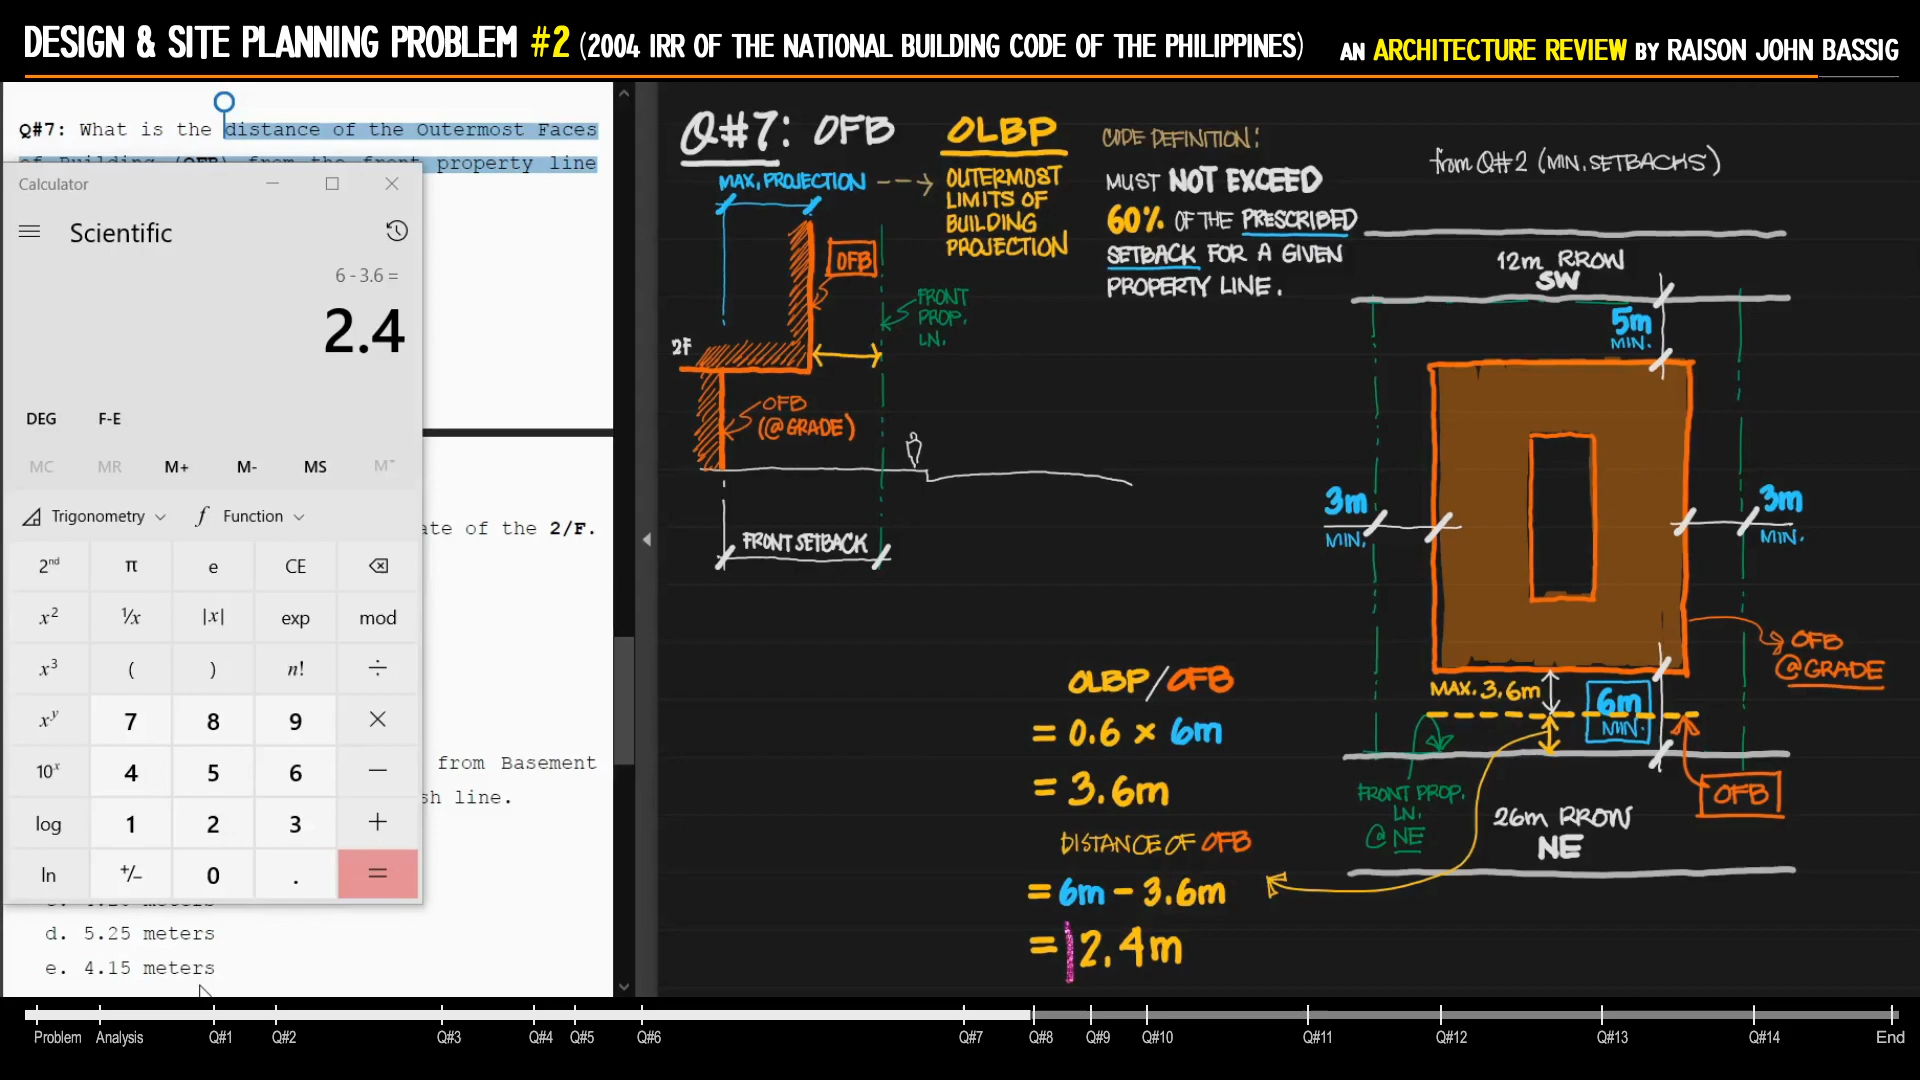 DESIGN & SITE PLANNING PROBLEM #2 (2004 IRR OF THE NATIONAL BUILDING CODE OF THE PHILIPPINES)
AN ARCHITECTURE REVIEW BY RAISON JOHN BASSIG
Q#7: What is the distance of the Outermost Faces
of Building (OFB) from the front property line
Calculator
Scientific
6 - 3.6 =
2.4
DEG F-E
MC MR M+ M- MS M˅
Trigonometry Function
2nd π e CE
x² ¹/x |x| exp mod
x³ ( ) n! ÷
xʸ 7 8 9 ×
10ˣ 4 5 6 −
log 1 2 3 +
ln +/− 0 . =
ate of the 2/F.
from Basement
sh line.
d. 5.25 meters
e. 4.15 meters
Q#7: OFB
MAX. PROJECTION
OFB
FRONT
PROP.
LN.
2F
OFB
(@GRADE)
FRONT SETBACK
OLBP
OUTERMOST
LIMITS OF
BUILDING
PROJECTION
CODE DEFINITION:
MUST NOT EXCEED
60% OF THE PRESCRIBED
SETBACK FOR A GIVEN
PROPERTY LINE.
from Q#2 (MIN. SETBACKS)
12m RROW
SW
5m
MIN.
3m
MIN.
3m
MIN.
OFB
@GRADE
MAX. 3.6m
6m
MIN.
FRONT PROP.
LN.
@ NE
26m RROW
NE
OFB
OLBP/OFB
= 0.6 × 6m
= 3.6m
DISTANCE OF OFB
= 6m - 3.6m
= 2.4m
Problem Analysis Q#1 Q#2 Q#3 Q#4 Q#5 Q#6 Q#7 Q#8 Q#9 Q#10 Q#11 Q#12 Q#13 Q#14 End